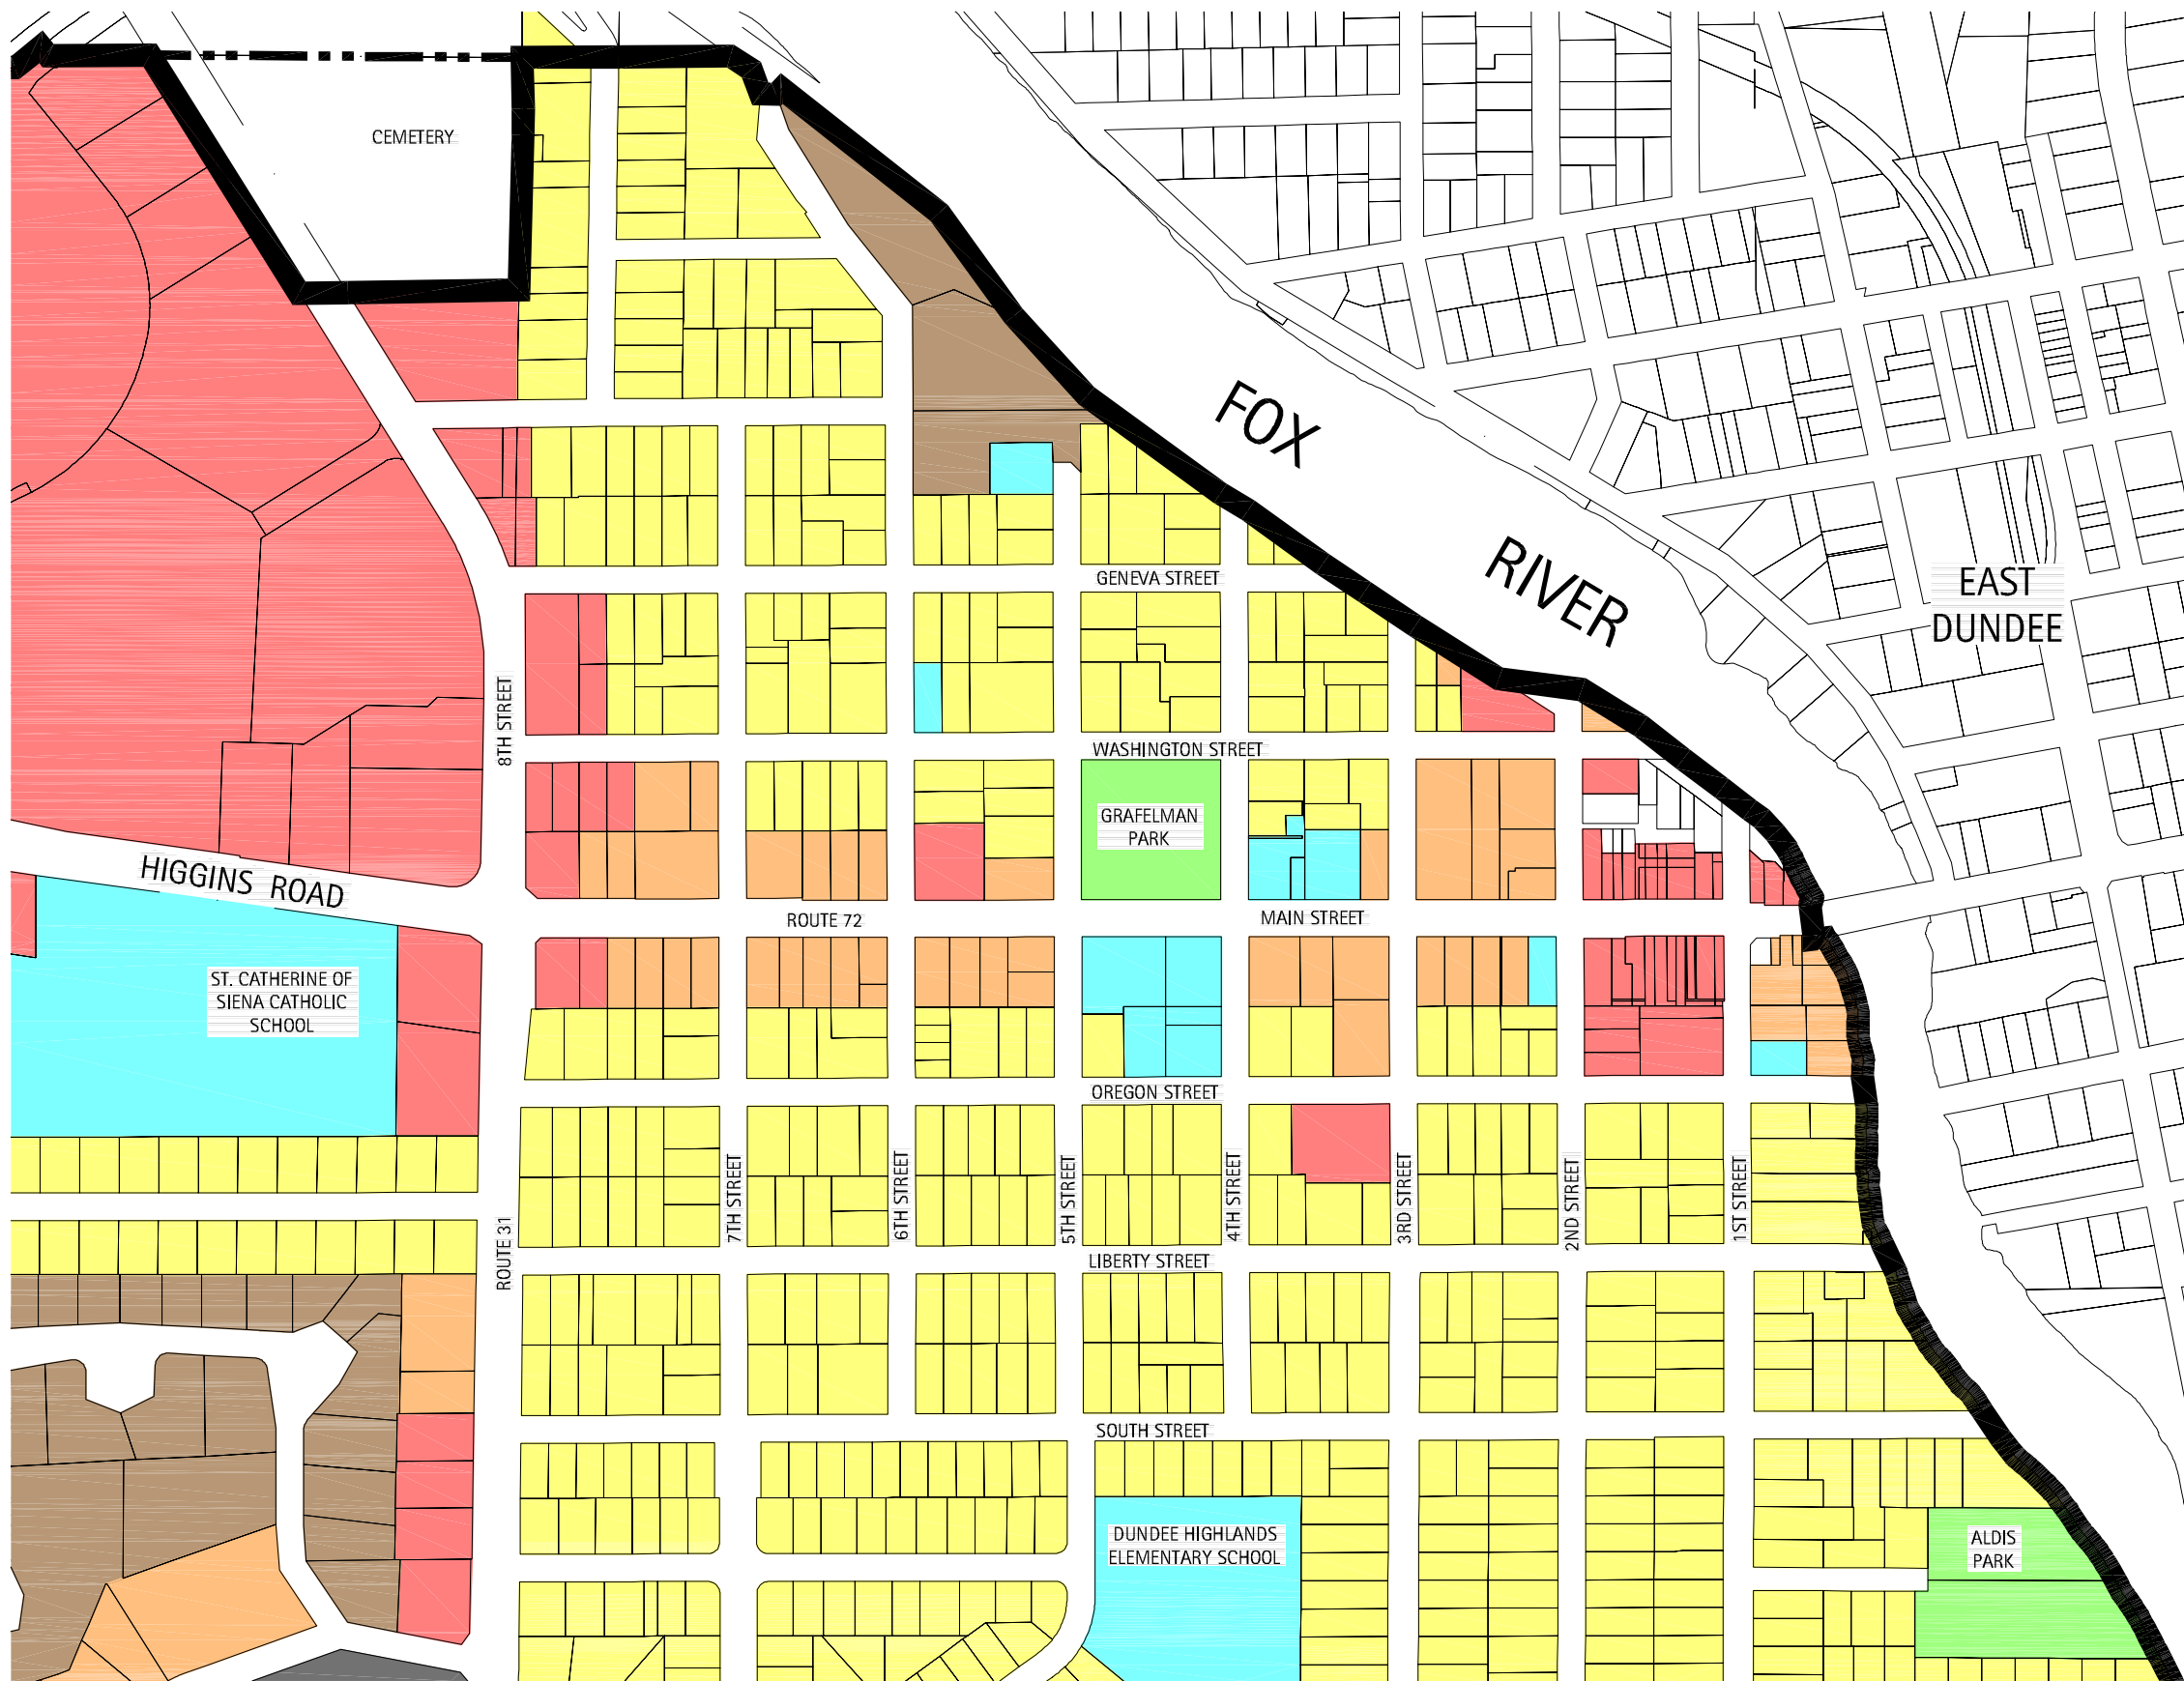 CEMETERY
FOX
RIVER
GENEVA STREET
EAST
DUNDEE
8TH STREET
WASHINGTON STREET
GRAFELMAN
PARK
HIGGINS ROAD
ROUTE 72
MAIN STREET
ST. CATHERINE OF
SIENA CATHOLIC
SCHOOL
OREGON STREET
7TH STREET
6TH STREET
5TH STREET
4TH STREET
3RD STREET
2ND STREET
1ST STREET
ROUTE 31
LIBERTY STREET
SOUTH STREET
DUNDEE HIGHLANDS
ELEMENTARY SCHOOL
ALDIS
PARK